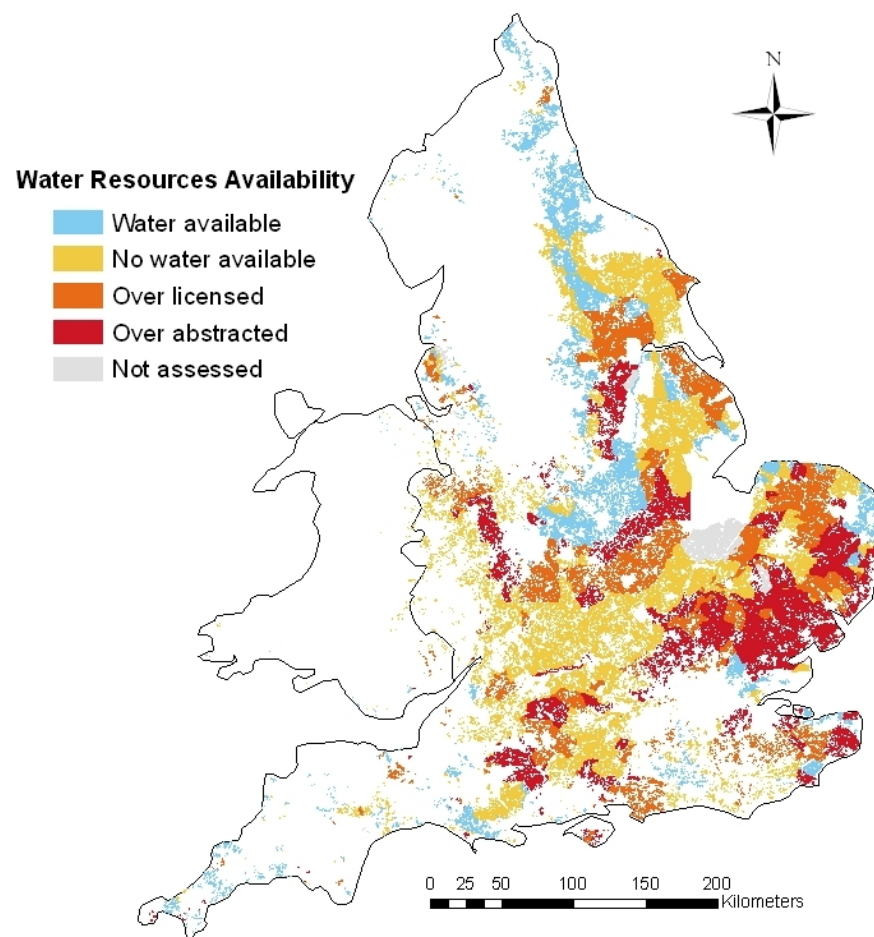 N
Water Resources Availability
Water available
No water available
Over licensed
Over abstracted
Not assessed
0 25 50 100 150 200
Kilometers